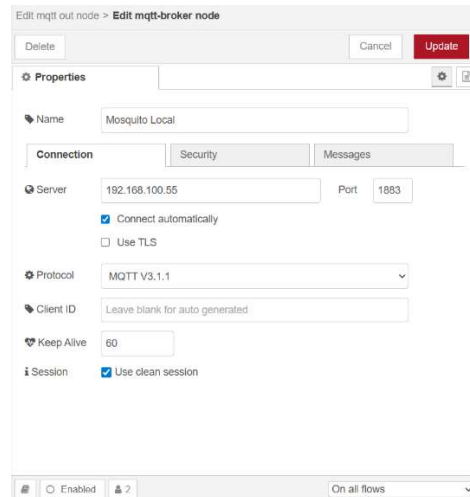 Edit mqtt out node > Edit mqtt-broker node
Delete Cancel Update
Properties
Name Mosquito Local
Connection Security Messages
Server 192.168.100.55 Port 1883
Connect automatically
Use TLS
Protocol MQTT V3.1.1
Client ID Leave blank for auto generated
Keep Alive 60
Session Use clean session
Enabled 2 On all flows